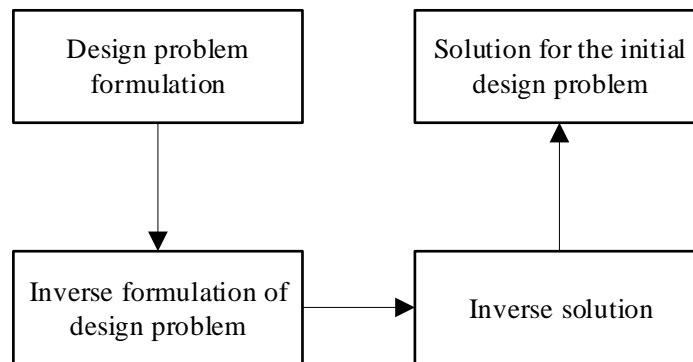 Design problem
formulation
Solution for the initial
design problem
Inverse formulation of
design problem
Inverse solution